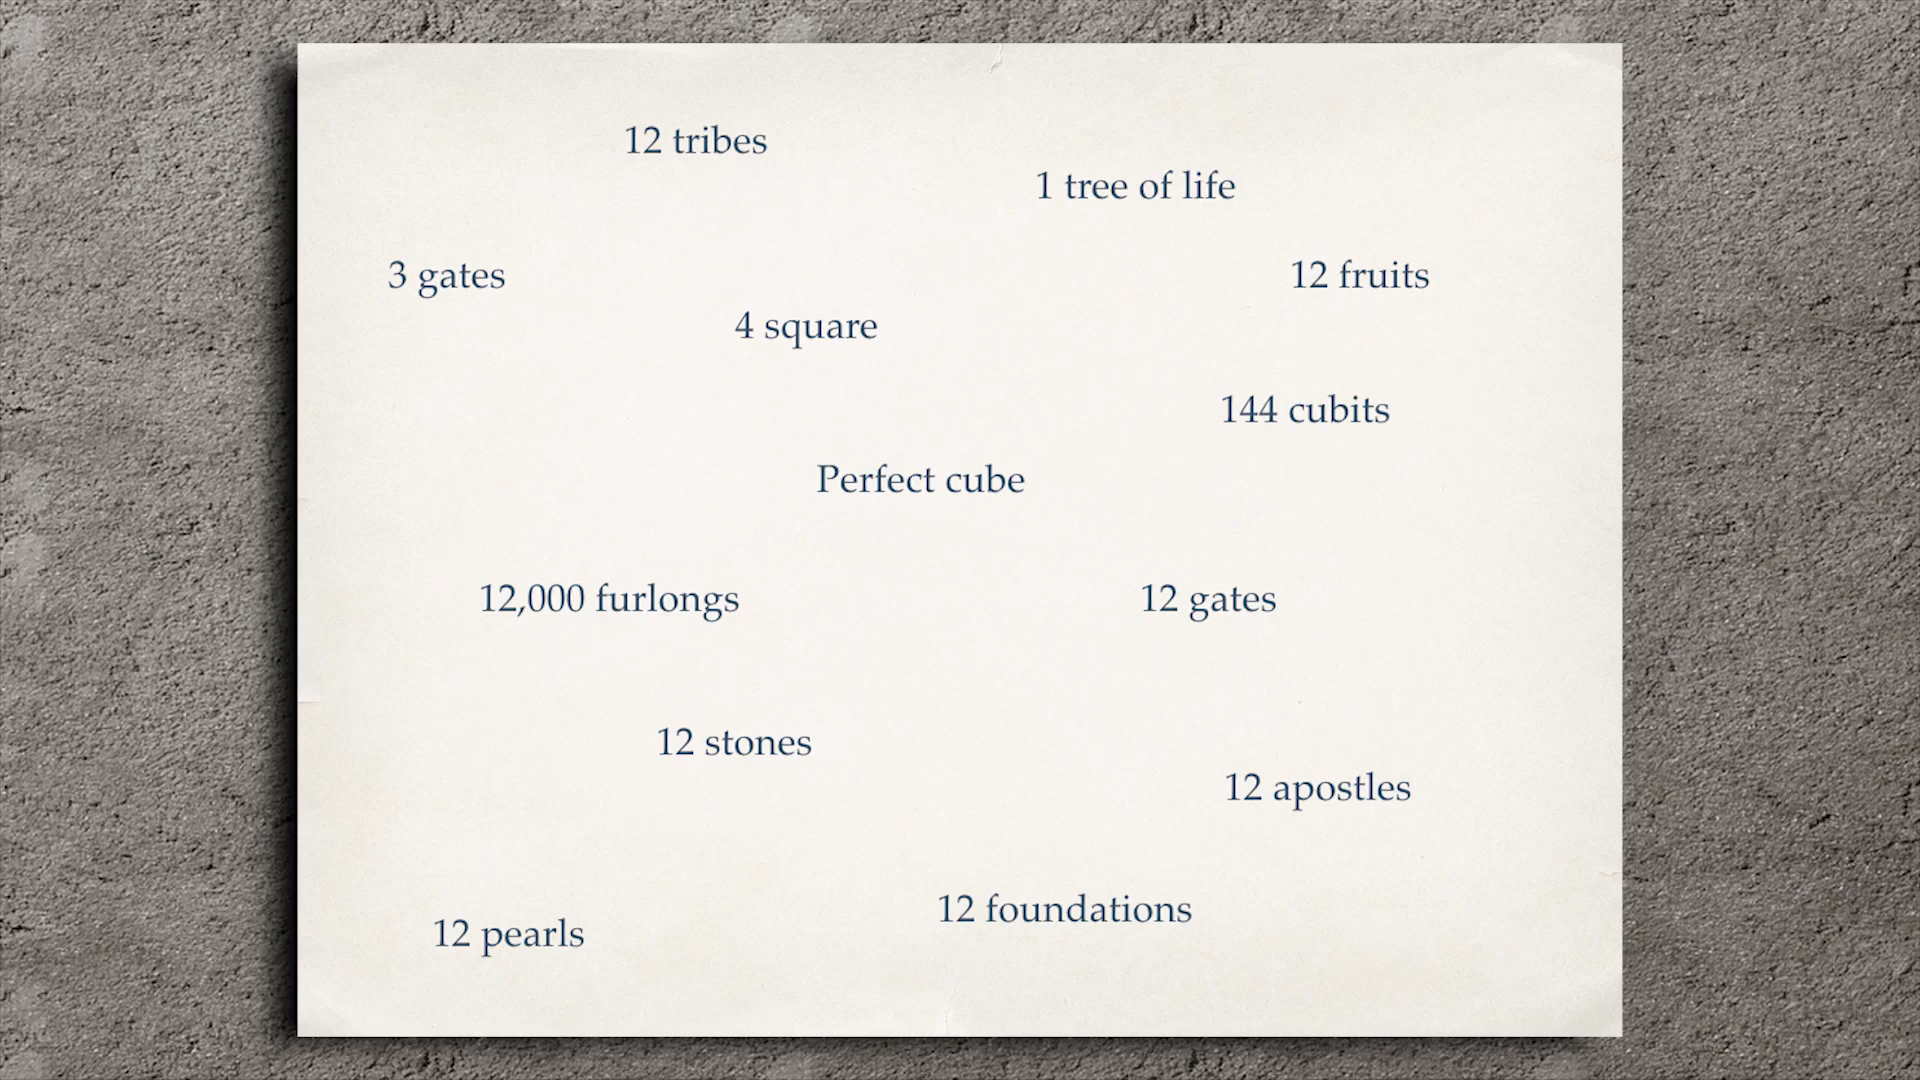 12 tribes
1 tree of life
3 gates
12 fruits
4 square
144 cubits
Perfect cube
12,000 furlongs
12 gates
12 stones
12 apostles
12 foundations
12 pearls